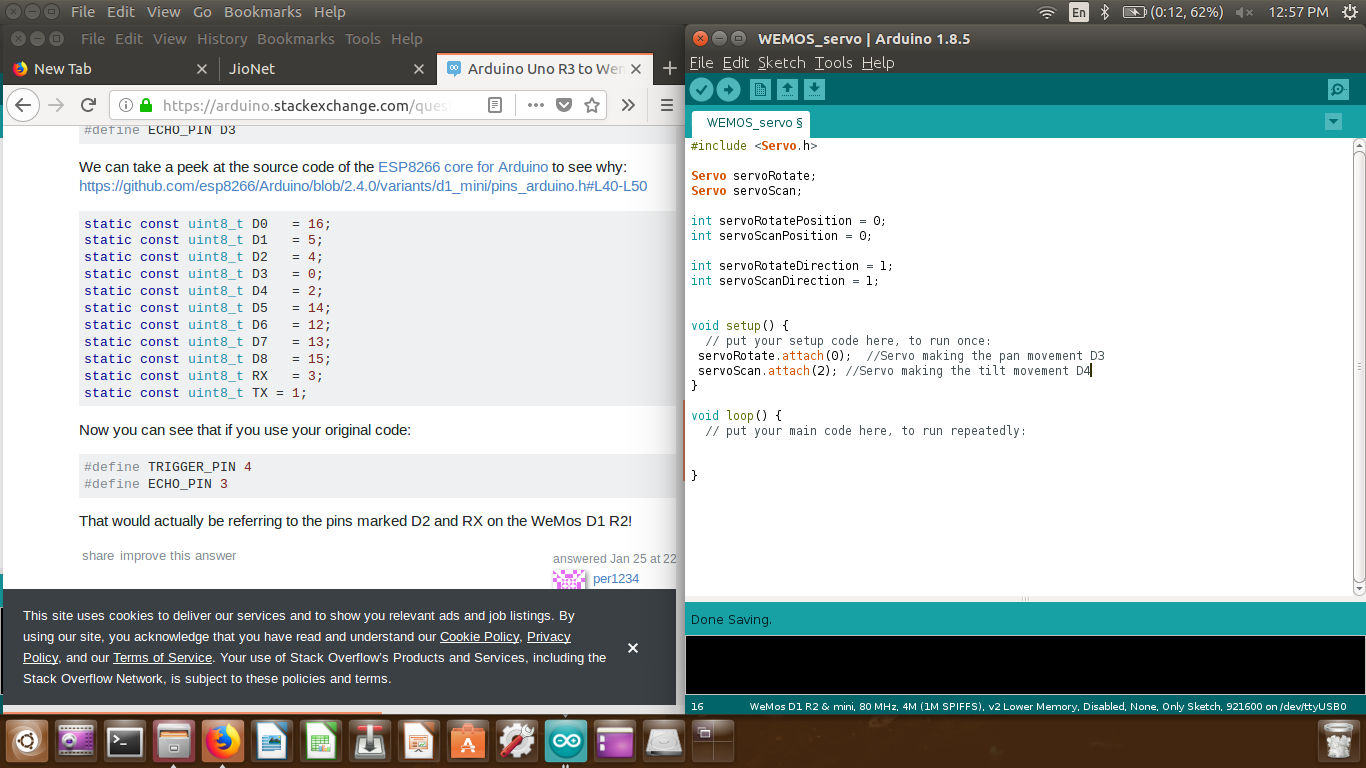 File Edit View Go Bookmarks Help
En (0:12, 62%) 12:57 PM
File Edit View History Bookmarks Tools Help
New Tab JioNet Arduino Uno R3 to Wen
https://arduino.stackexchange.com/ques
#define ECHO_PIN D3
We can take a peek at the source code of the ESP8266 core for Arduino to see why:
https://github.com/esp8266/Arduino/blob/2.4.0/variants/d1_mini/pins_arduino.h#L40-L50
static const uint8_t D0   = 16;
static const uint8_t D1   = 5;
static const uint8_t D2   = 4;
static const uint8_t D3   = 0;
static const uint8_t D4   = 2;
static const uint8_t D5   = 14;
static const uint8_t D6   = 12;
static const uint8_t D7   = 13;
static const uint8_t D8   = 15;
static const uint8_t RX   = 3;
static const uint8_t TX = 1;
Now you can see that if you use your original code:
#define TRIGGER_PIN 4
#define ECHO_PIN 3
That would actually be referring to the pins marked D2 and RX on the WeMos D1 R2!
share improve this answer
answered Jan 25 at 22
per1234
This site uses cookies to deliver our services and to show you relevant ads and job listings. By
using our site, you acknowledge that you have read and understand our Cookie Policy, Privacy
Policy, and our Terms of Service. Your use of Stack Overflow's Products and Services, including the
Stack Overflow Network, is subject to these policies and terms.
WEMOS_servo | Arduino 1.8.5
File Edit Sketch Tools Help
WEMOS_servo §
#include <Servo.h>
Servo servoRotate;
Servo servoScan;
int servoRotatePosition = 0;
int servoScanPosition = 0;
int servoRotateDirection = 1;
int servoScanDirection = 1;
void setup() {
// put your setup code here, to run once:
servoRotate.attach(0);  //Servo making the pan movement D3
servoScan.attach(2); //Servo making the tilt movement D4
}
void loop() {
// put your main code here, to run repeatedly:
}
Done Saving.
16 WeMos D1 R2 & mini, 80 MHz, 4M (1M SPIFFS), v2 Lower Memory, Disabled, None, Only Sketch, 921600 on /dev/ttyUSB0